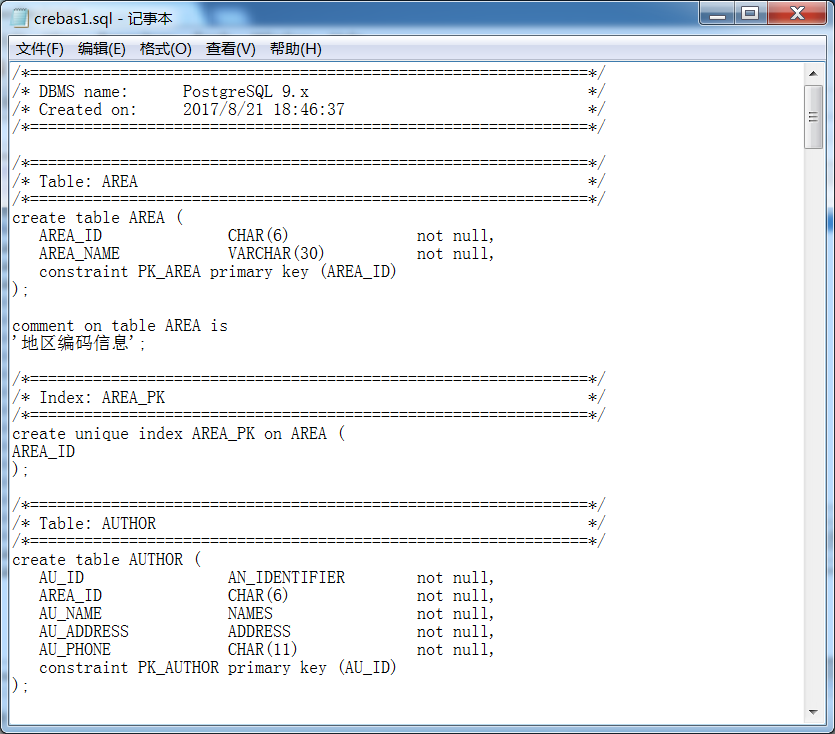 crebas1.sql - 记事本
文件(F) 编辑(E) 格式(O) 查看(V) 帮助(H)
/*==============================================================*/
/* DBMS name:      PostgreSQL 9.x                               */
/* Created on:     2017/8/21 18:46:37                           */
/*==============================================================*/

/*==============================================================*/
/* Table: AREA                                                  */
/*==============================================================*/
create table AREA (
   AREA_ID              CHAR(6)              not null,
   AREA_NAME            VARCHAR(30)          not null,
   constraint PK_AREA primary key (AREA_ID)
);

comment on table AREA is
'地区编码信息';

/*==============================================================*/
/* Index: AREA_PK                                               */
/*==============================================================*/
create unique index AREA_PK on AREA (
AREA_ID
);

/*==============================================================*/
/* Table: AUTHOR                                                */
/*==============================================================*/
create table AUTHOR (
   AU_ID                AN_IDENTIFIER        not null,
   AREA_ID              CHAR(6)              not null,
   AU_NAME              NAMES                not null,
   AU_ADDRESS           ADDRESS              not null,
   AU_PHONE             CHAR(11)             not null,
   constraint PK_AUTHOR primary key (AU_ID)
);